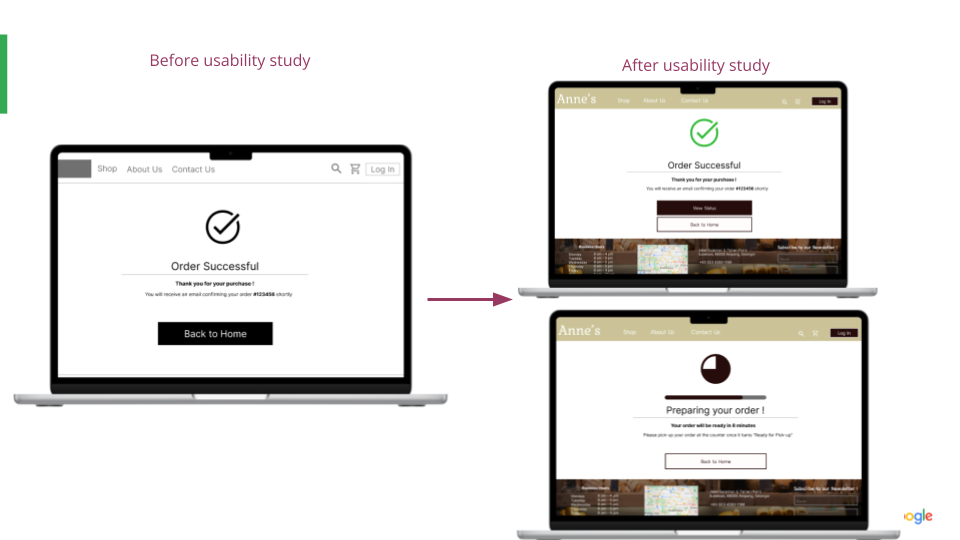 Before usability study
After usability study
Shop About Us Contact Us Log In
Order Successful
Thank you for your purchase !
You will receive an email confirming your order #123456 shortly
Back to Home
Anne's Shop About Us Contact Us Log In
Order Successful
Thank you for your purchase !
You will receive an email confirming your order #123456 shortly
View Status
Back to Home
Business Hours
Subscribe to our Newsletter !
Anne's Shop About Us Contact Us Log In
Preparing your order !
Your order will be ready in 8 minutes
Please pick up your order at the counter once it turns "Ready for Pick-up"
Back to Home
Business Hours
Subscribe to our Newsletter !
ogle